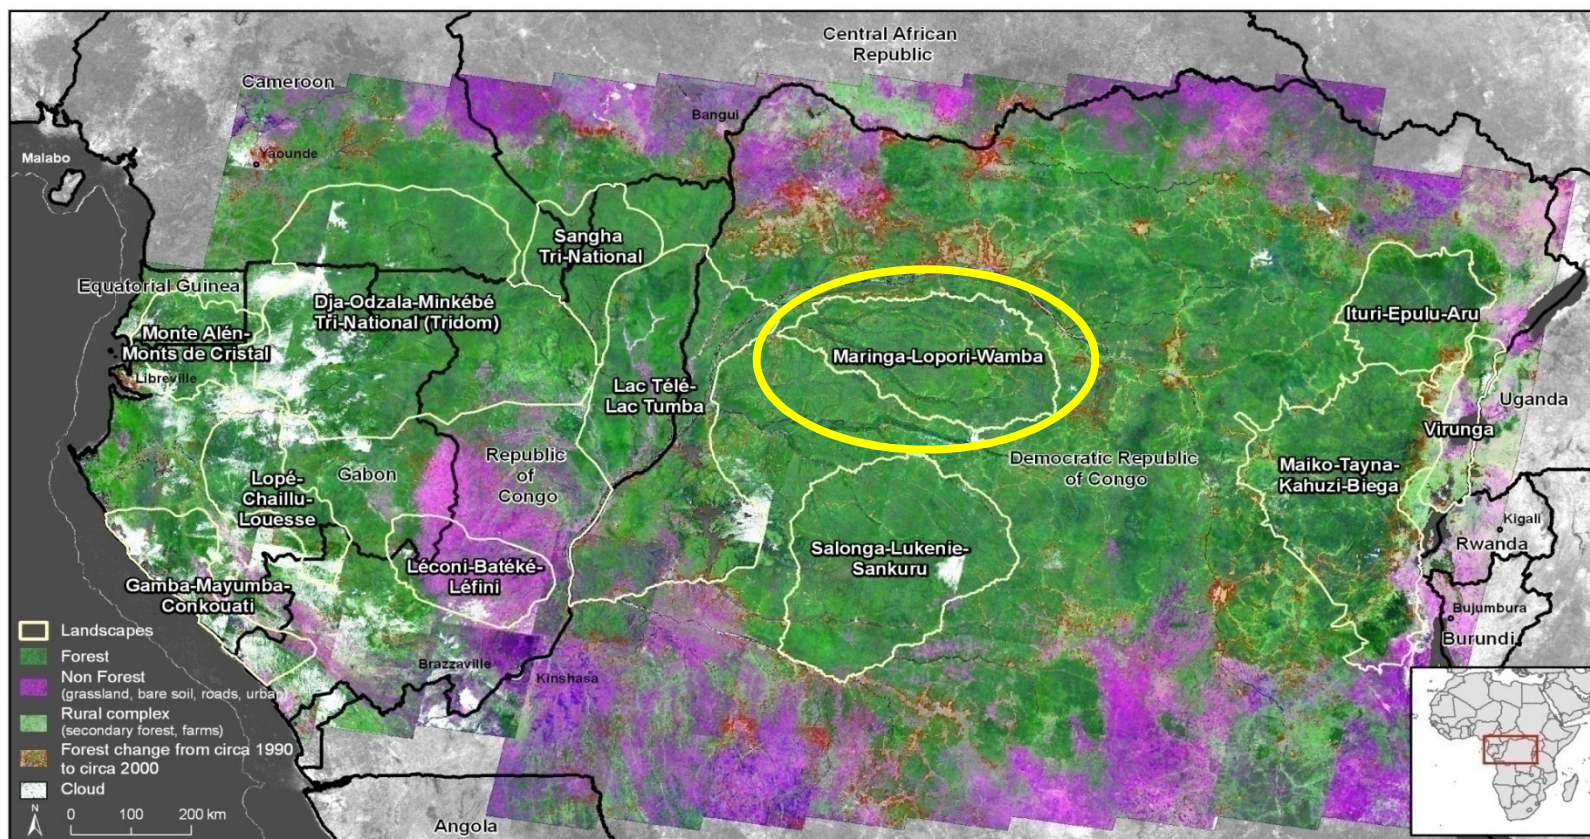 Central African
Republic
Cameroon
Bangui
Malabo
Yaounde
Sangha
Tri-National
Equatorial Guinea
Dja-Odzala-Minkébé
Tri-National (Tridom)
Ituri-Epulu-Aru
Monte Alén-
Monts de Cristal
Maringa-Lopori-Wamba
Libreville
Lac Télé-
Lac Tumba
Uganda
Virunga
Republic
of
Congo
Democratic Republic
of Congo
Maiko-Tayna-
Kahuzi-Biega
Gabon
Lopé-
Chaillu-
Louesse
Kigali
Rwanda
Salonga-Lukenie-
Sankuru
Léconi-Batéké-
Léfini
Gamba-Mayumba-
Conkouati
Bujumbura
Burundi
Brazzaville
Kinshasa
Landscapes
Forest
Non Forest
(grassland, bare soil, roads, urban)
Rural complex
(secondary forest, farms)
Forest change from circa 1990
to circa 2000
Cloud
N
0 100 200 km
Angola